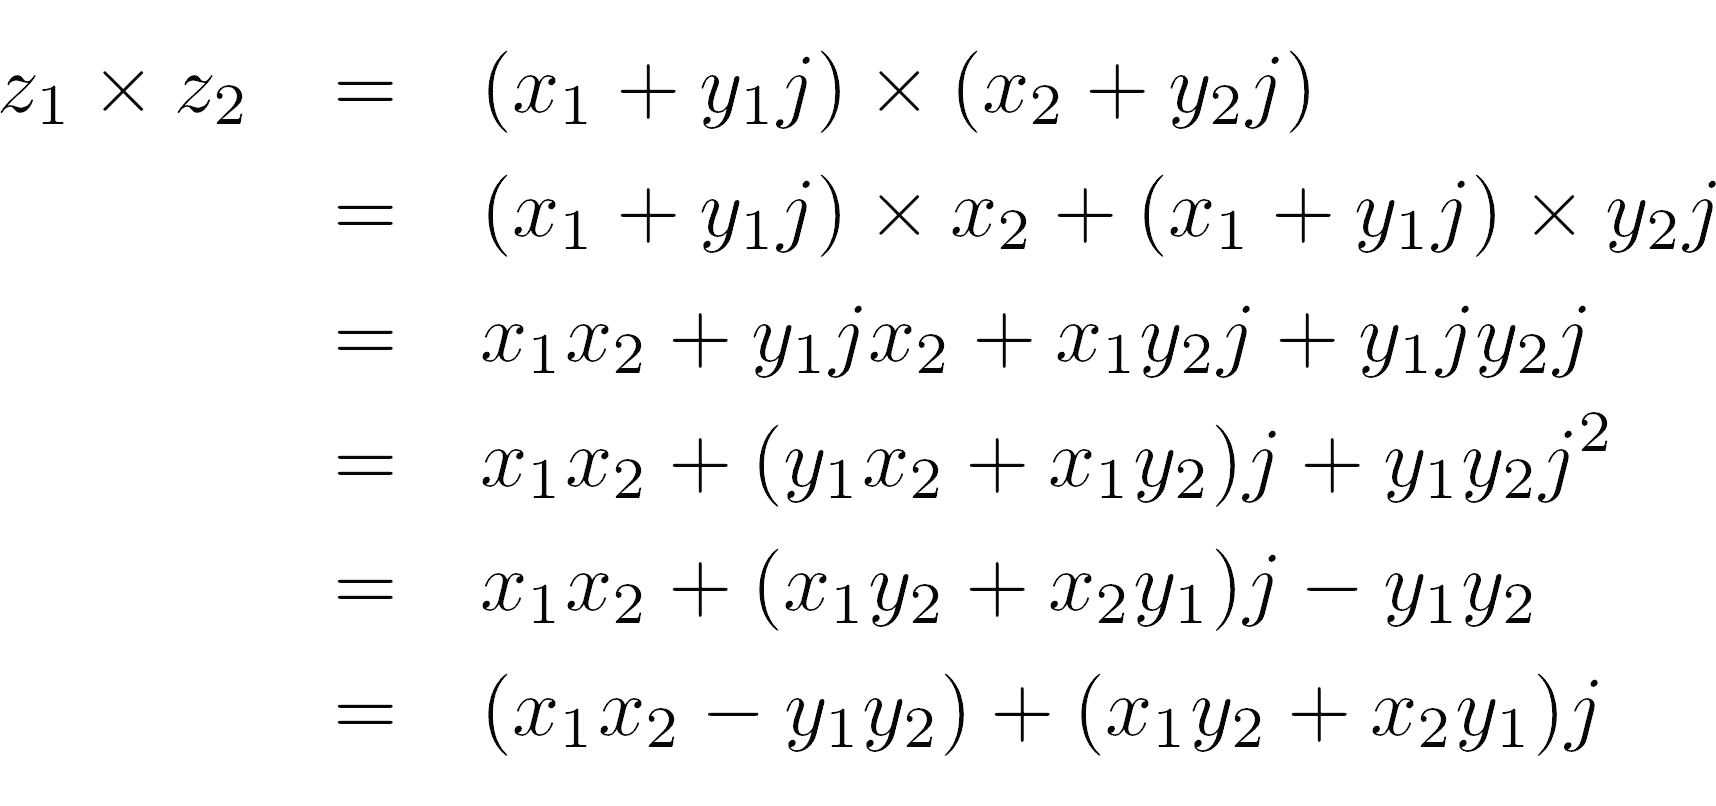 z₁ × z₂ = (x₁ + y₁j) × (x₂ + y₂j)
= (x₁ + y₁j) × x₂ + (x₁ + y₁j) × y₂j
= x₁x₂ + y₁jx₂ + x₁y₂j + y₁jy₂j
= x₁x₂ + (y₁x₂ + x₁y₂)j + y₁y₂j²
= x₁x₂ + (x₁y₂ + x₂y₁)j − y₁y₂
= (x₁x₂ − y₁y₂) + (x₁y₂ + x₂y₁)j